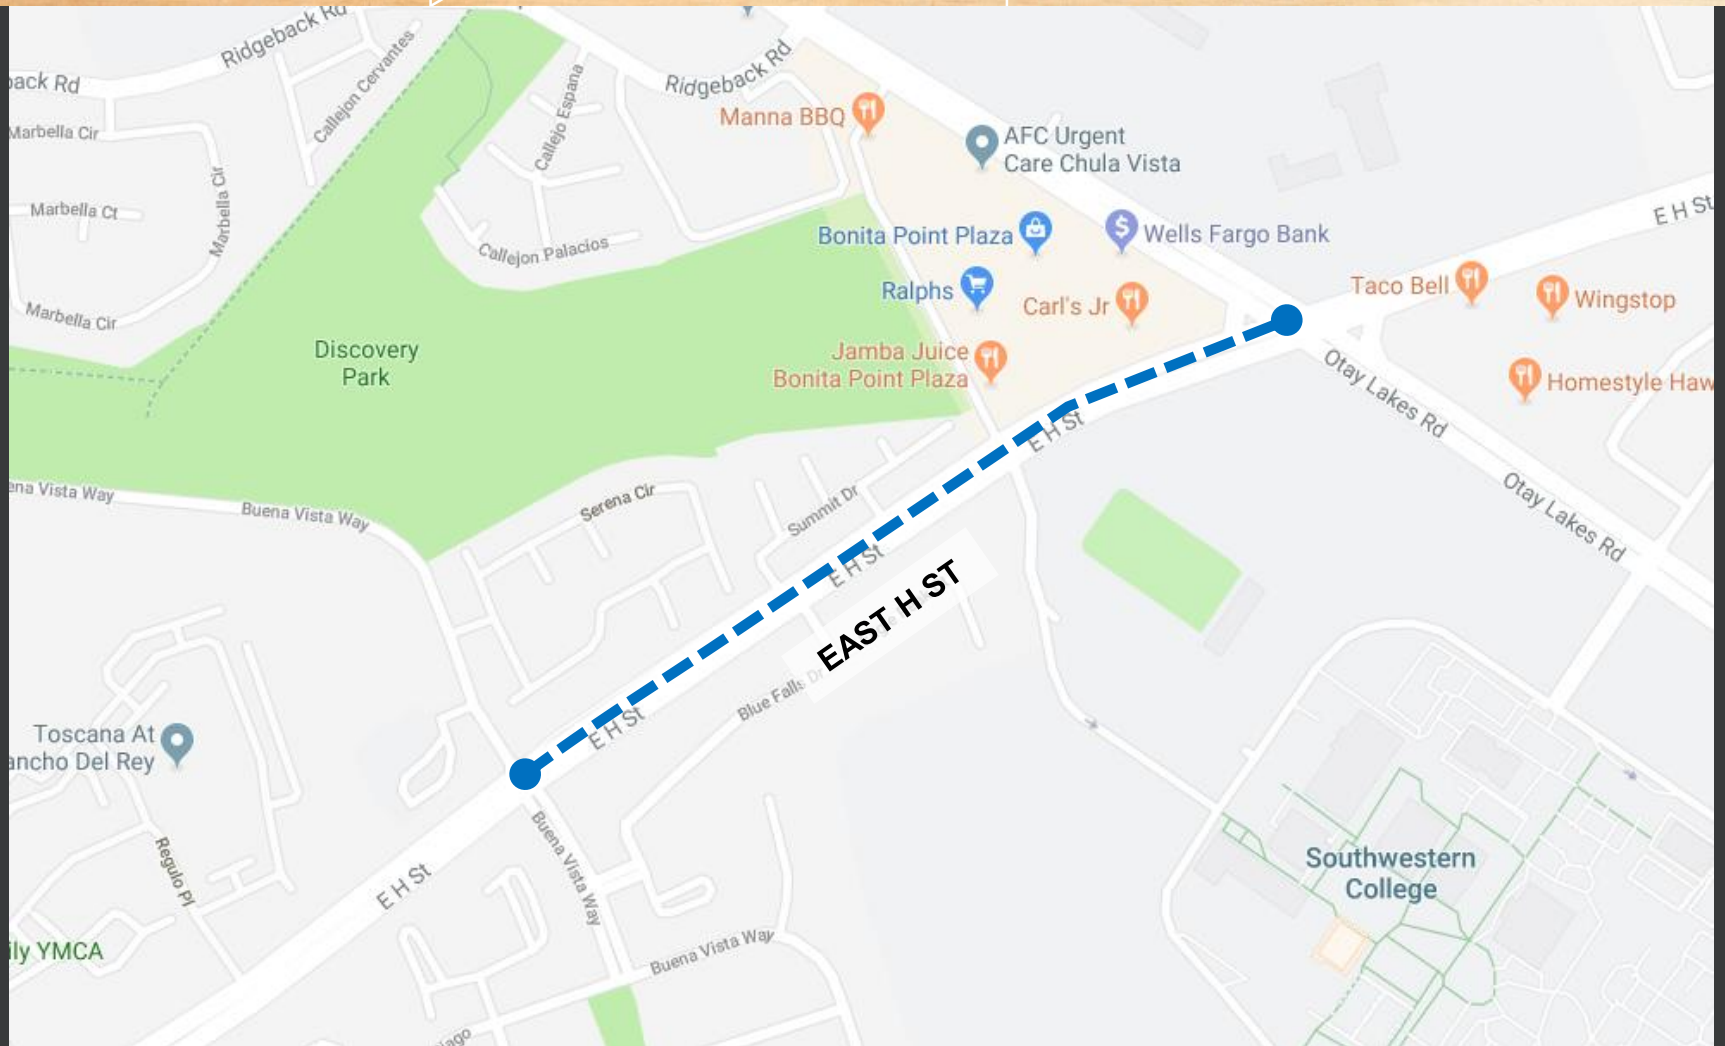 Ridgeback Rd
back Rd
Callejon Cervantes
Marbella Cir
Marbella Ct
Marbella Cir
Marbella Cir
Callejo Espana
Callejon Palacios
Ridgeback Rd
Manna BBQ
AFC Urgent
Care Chula Vista
Bonita Point Plaza
Wells Fargo Bank
E H St
Ralphs
Carl's Jr
Taco Bell
Wingstop
Discovery
Park
Jamba Juice
Bonita Point Plaza
Homestyle Haw
Otay Lakes Rd
E H St
Otay Lakes Rd
ena Vista Way
Buena Vista Way
Serena Cir
Summit Dr
E H St
EAST H ST
Blue Falls Dr
E H St
Toscana At
ancho Del Rey
Buena Vista Way
Regulo Pl
E H St
Southwestern
College
ily YMCA
Buena Vista Way
iago